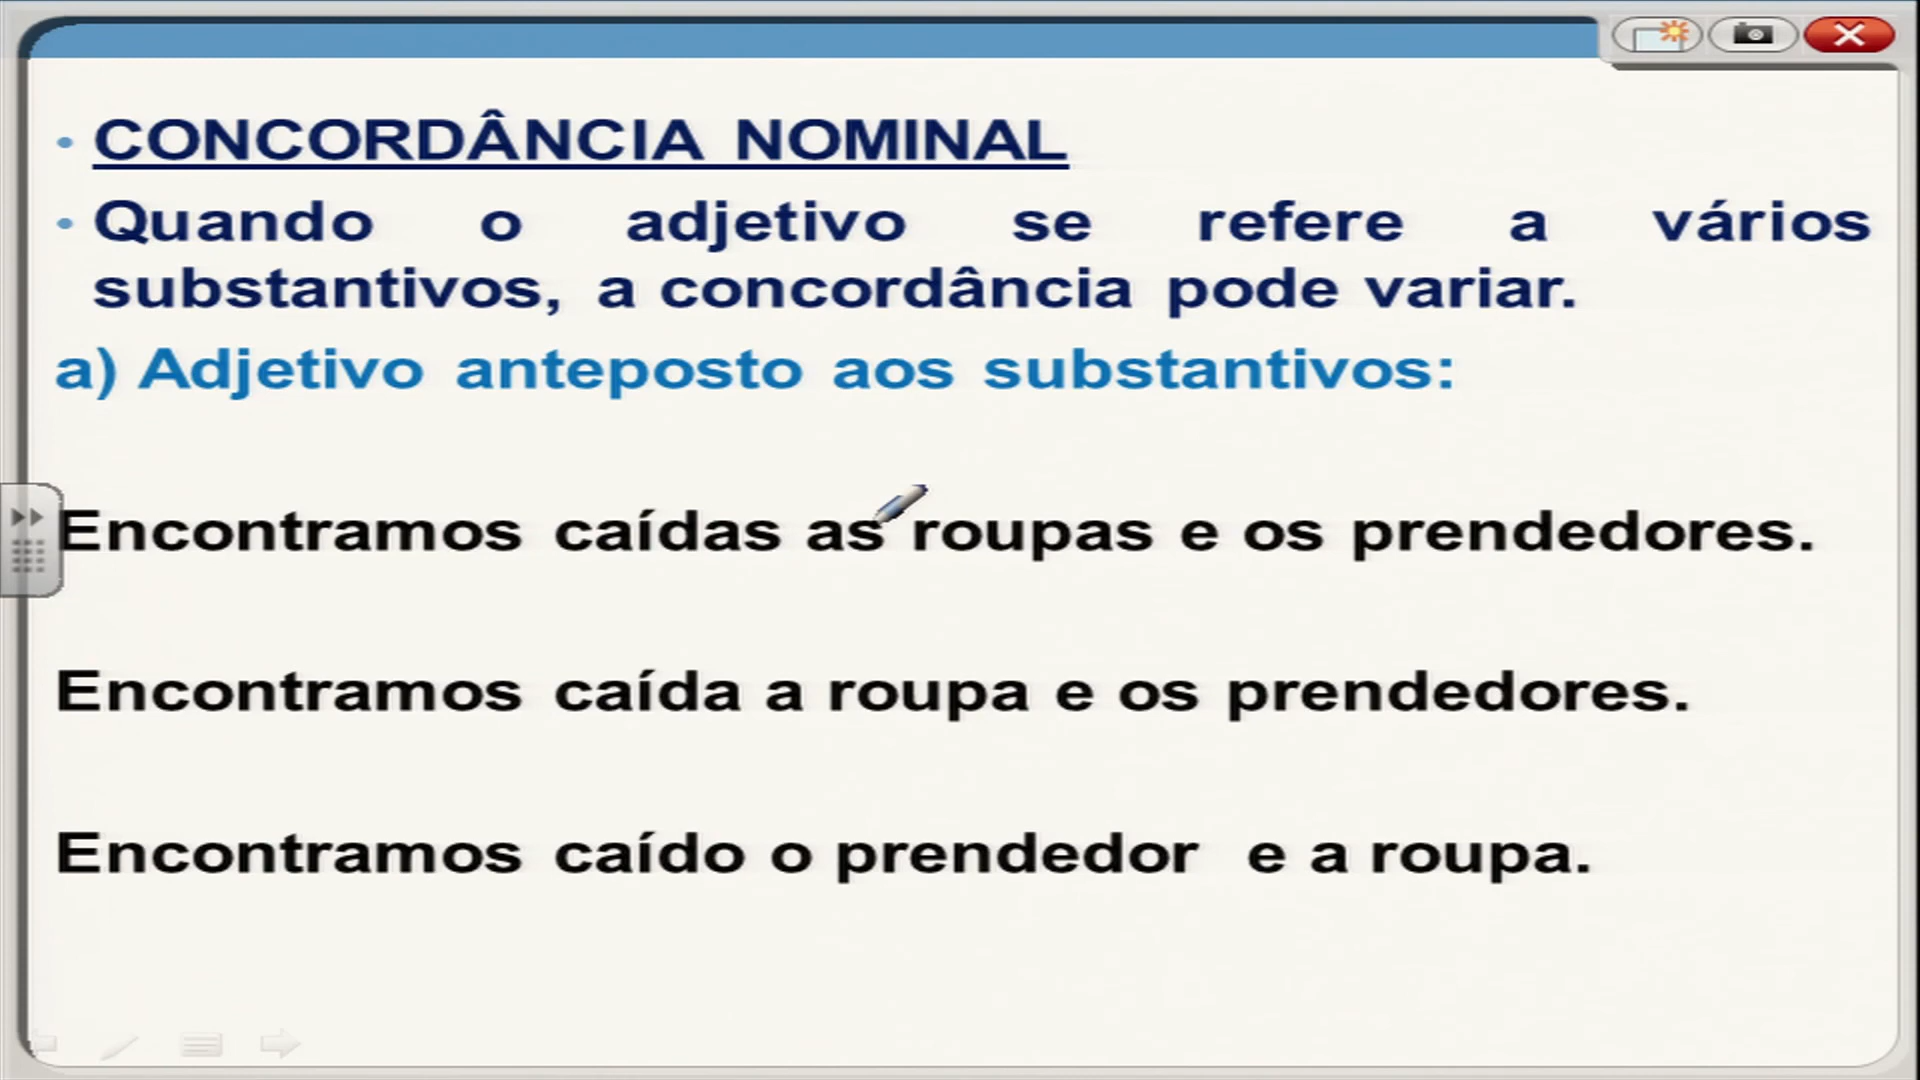 • CONCORDÂNCIA NOMINAL
• Quando o adjetivo se refere a vários
substantivos, a concordância pode variar.
a) Adjetivo anteposto aos substantivos:
Encontramos caídas as roupas e os prendedores.
Encontramos caída a roupa e os prendedores.
Encontramos caído o prendedor e a roupa.